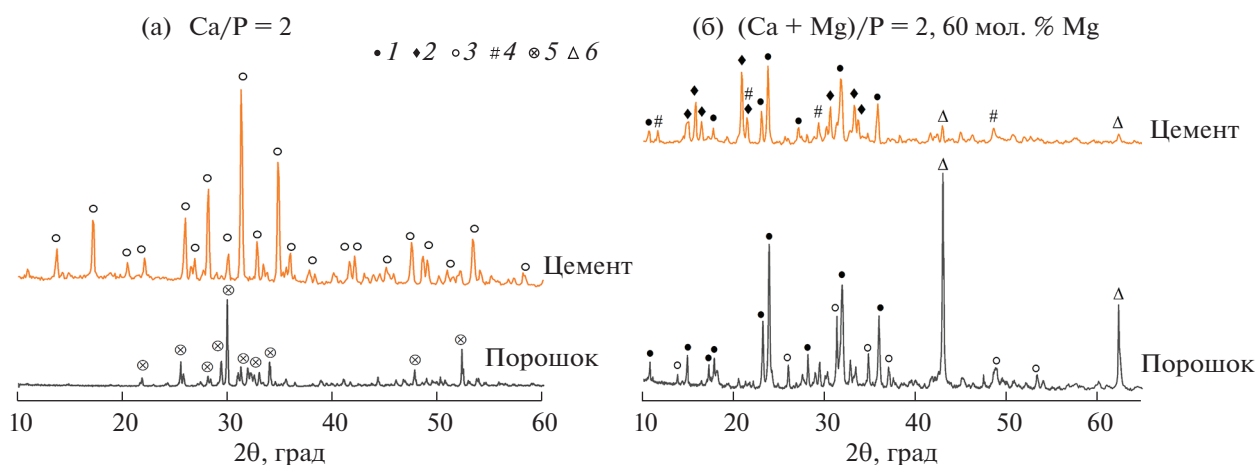 (а) Ca/P = 2
(б) (Ca + Mg)/P = 2, 60 мол. % Mg
● 1 ♦ 2 ○ 3 # 4 ⊗ 5 Δ 6
Цемент
Порошок
10 20 30 40 50 60
2θ, град
Цемент
Порошок
10 20 30 40 50 60
2θ, град